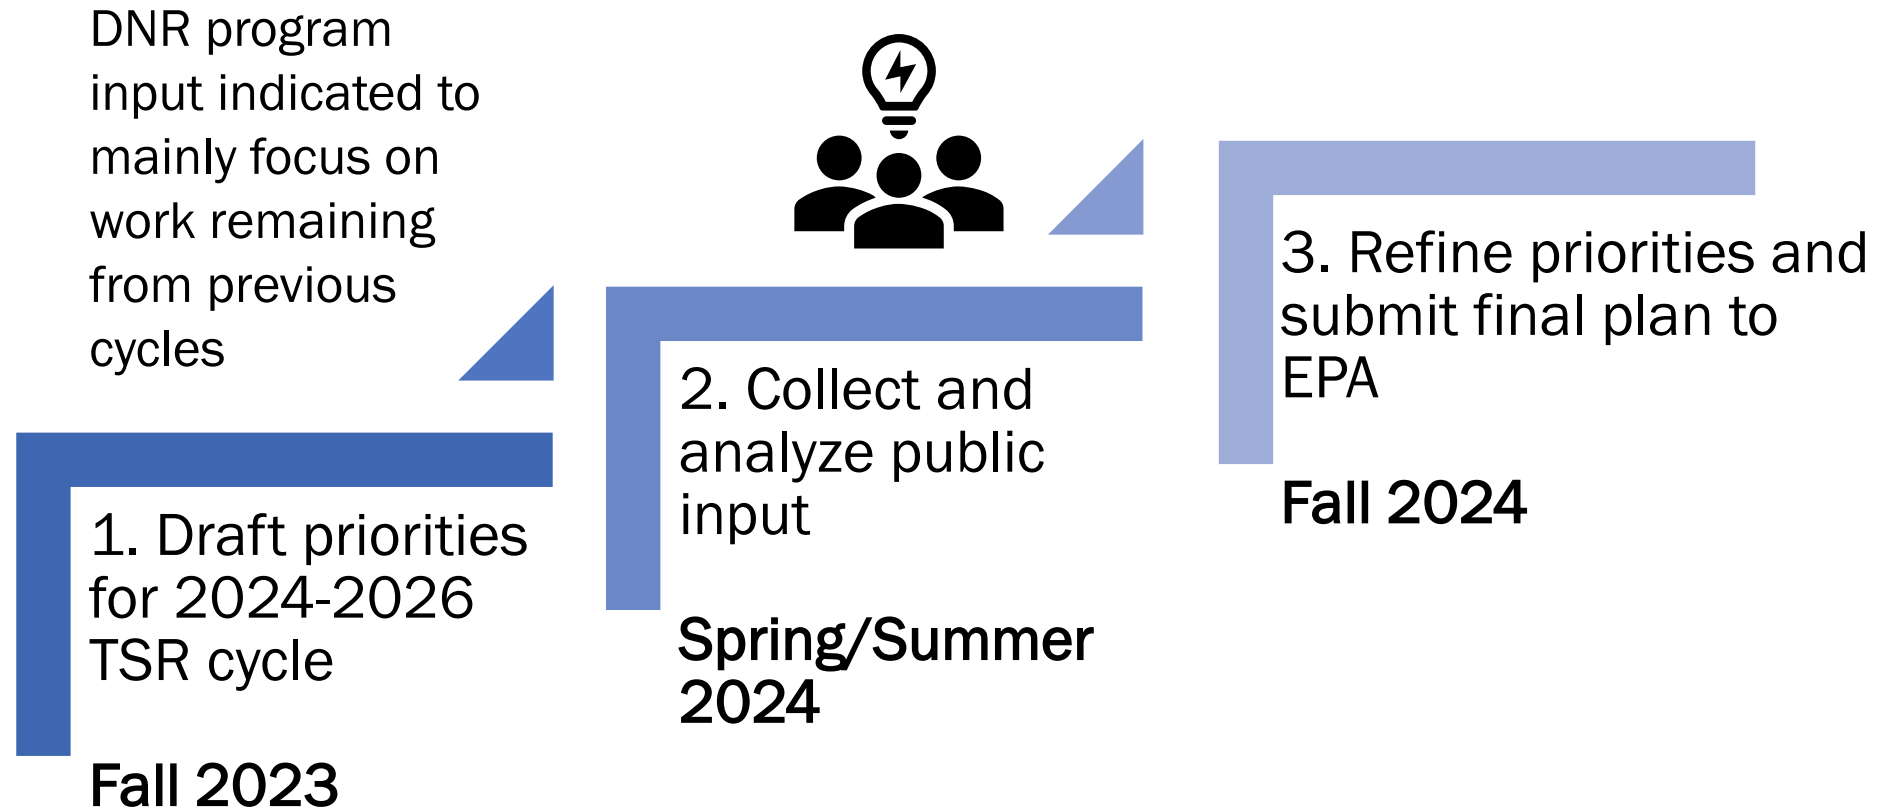 DNR program
input indicated to
mainly focus on
work remaining
from previous
cycles
1. Draft priorities
for 2024-2026
TSR cycle
Fall 2023
2. Collect and
analyze public
input
Spring/Summer
2024
3. Refine priorities and
submit final plan to
EPA
Fall 2024